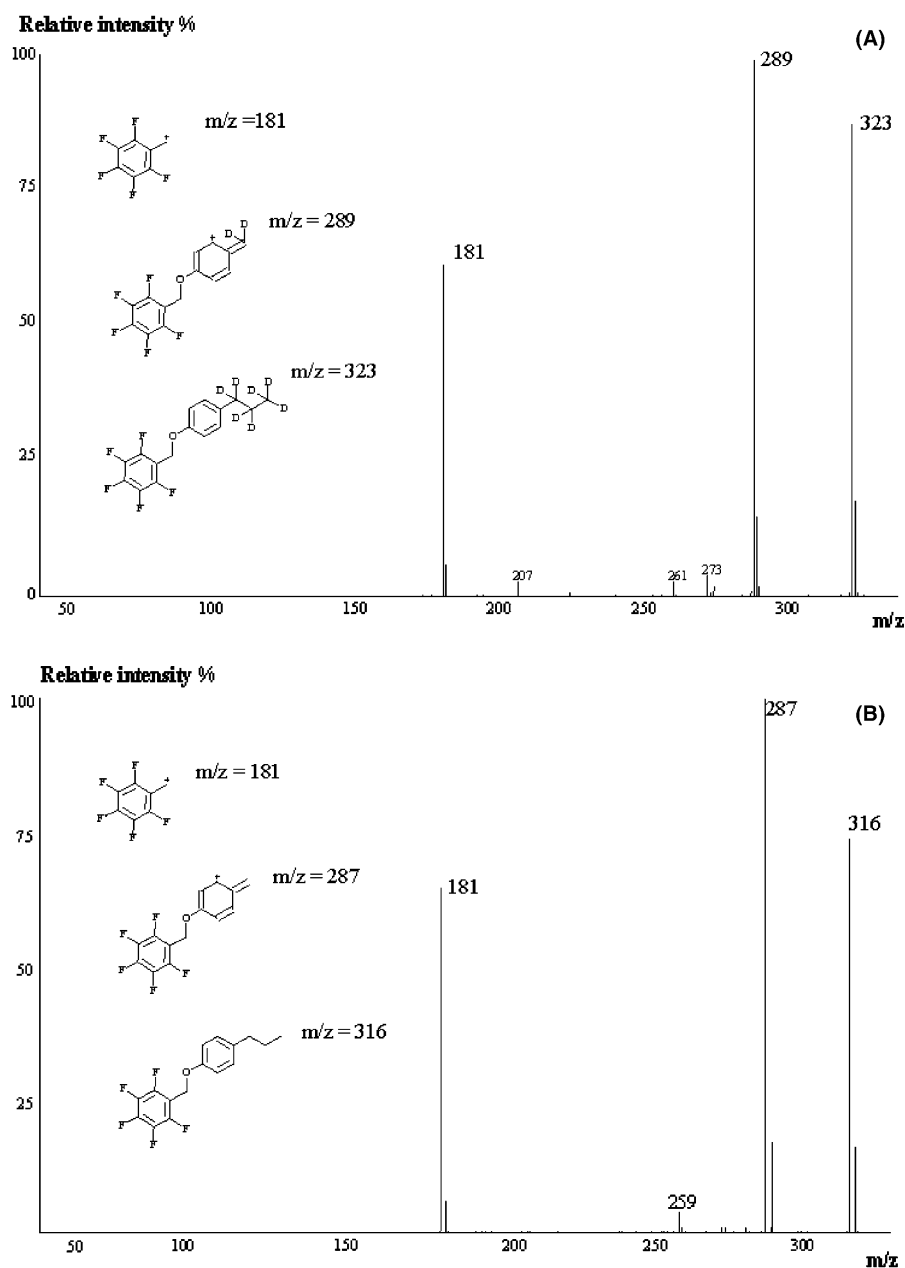 Relative intensity %
(A)
100
289
323
m/z =181
F
F
F
F
F
+
75
m/z = 289
D
D
+
O
F
F
F
F
F
181
50
m/z = 323
D
D
D
D
D
D
D
O
F
F
F
F
F
25
207
261
273
0
50
100
150
200
250
300
m/z
Relative intensity %
100
287
(B)
m/z = 181
F
F
F
F
F
+
75
316
m/z = 287
+
O
F
F
F
F
F
181
50
m/z = 316
O
F
F
F
F
F
25
259
50
100
150
200
250
300
m/z